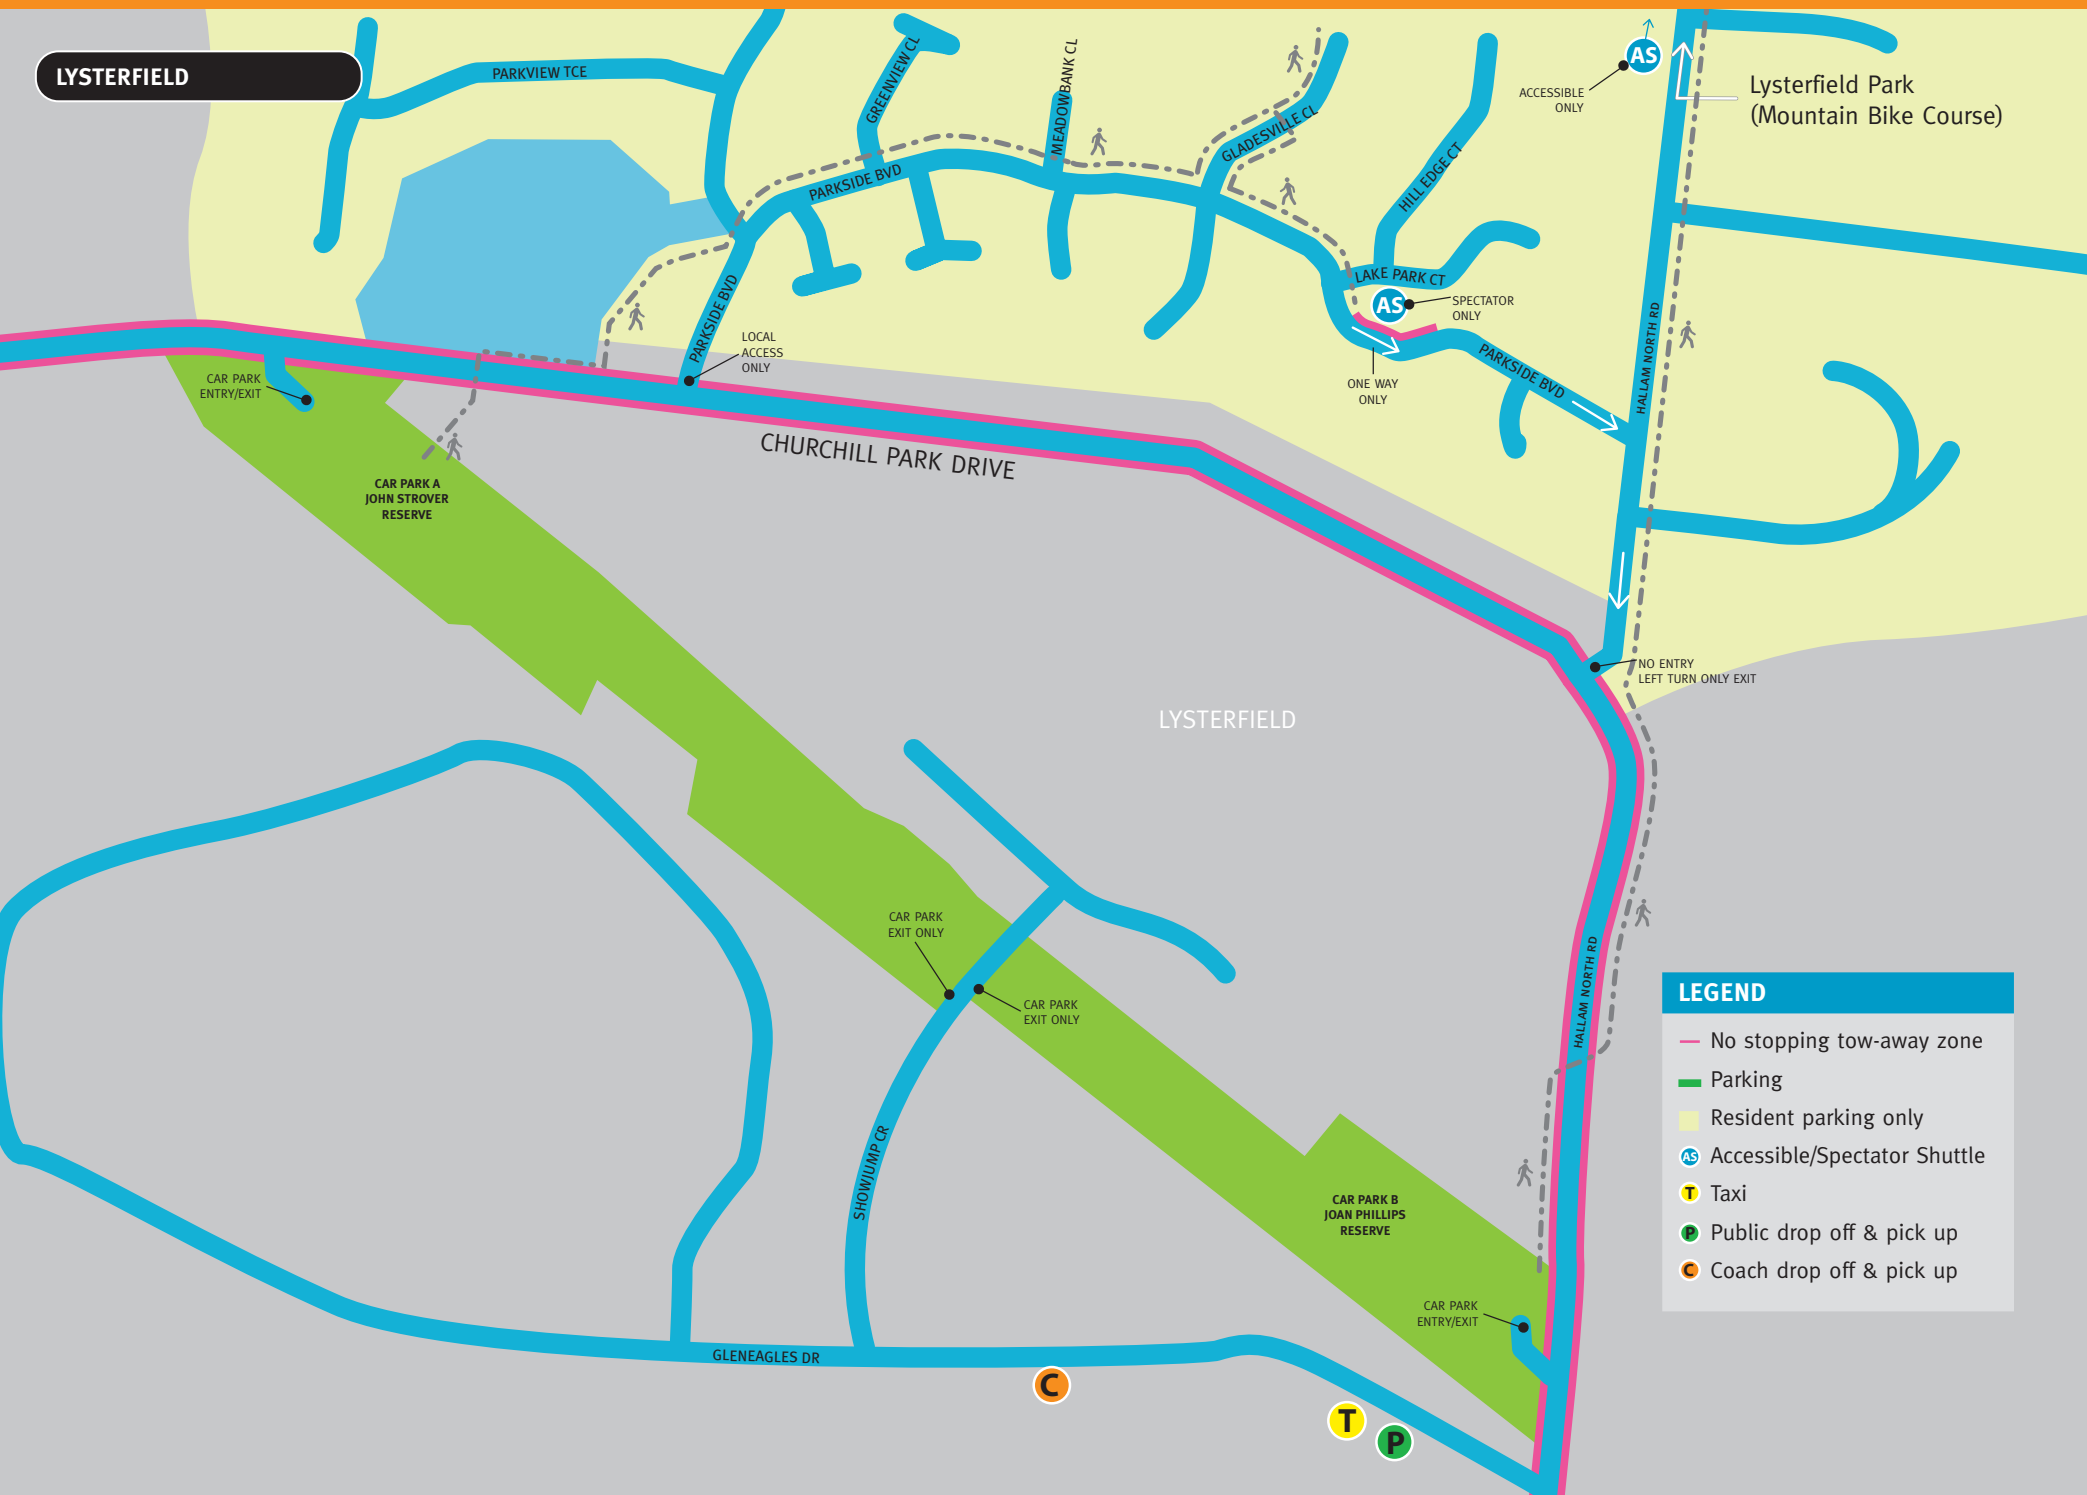 LYSTERFIELD
PARKVIEW TCE
GREENVIEW CL
MEADOWBANK CL
GLADESVILLE CL
HILL EDGE CT
ACCESSIBLE
ONLY
AS
Lysterfield Park
(Mountain Bike Course)
PARKSIDE BVD
PARKSIDE BVD
LAKE PARK CT
AS
SPECTATOR
ONLY
LOCAL
ACCESS
ONLY
ONE WAY
ONLY
PARKSIDE BVD
HALLAM NORTH RD
CAR PARK
ENTRY/EXIT
CHURCHILL PARK DRIVE
CAR PARK A
JOHN STROVER
RESERVE
NO ENTRY
LEFT TURN ONLY EXIT
LYSTERFIELD
CAR PARK
EXIT ONLY
CAR PARK
EXIT ONLY
HALLAM NORTH RD
SHOWJUMP CR
CAR PARK B
JOAN PHILLIPS
RESERVE
CAR PARK
ENTRY/EXIT
GLENEAGLES DR
C
T
P
LEGEND
No stopping tow-away zone
Parking
Resident parking only
AS Accessible/Spectator Shuttle
T Taxi
P Public drop off & pick up
C Coach drop off & pick up